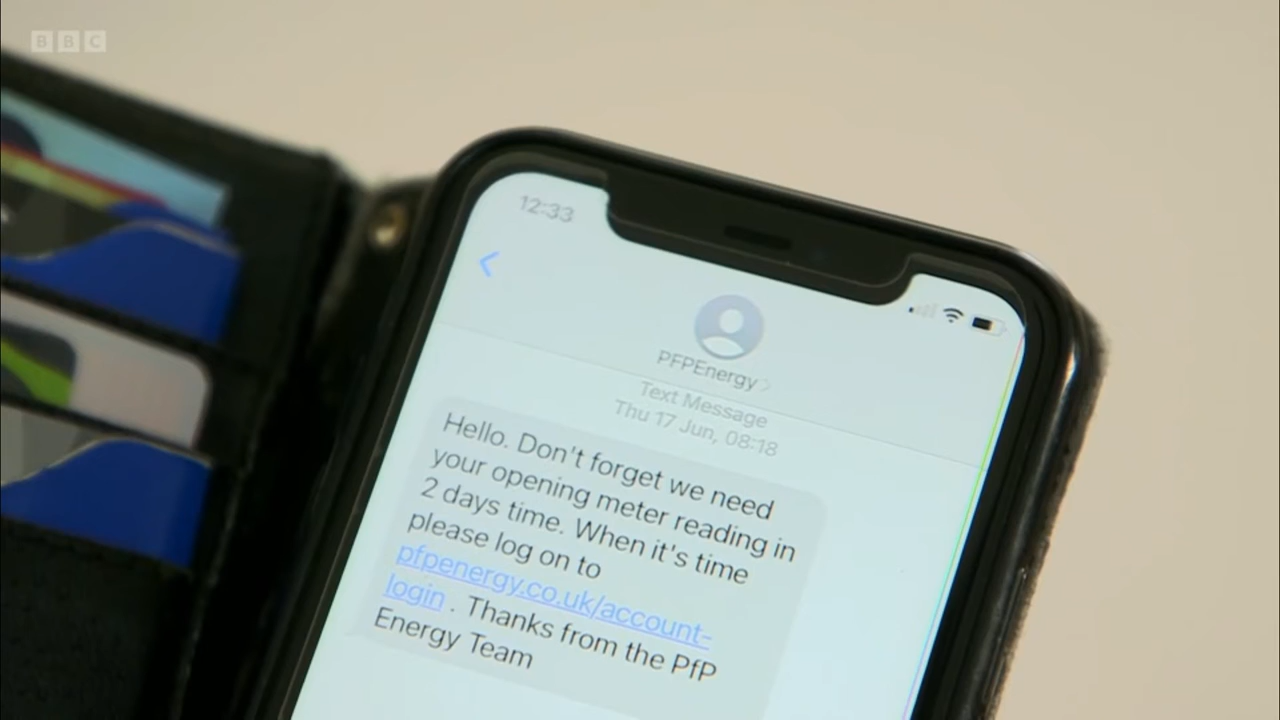 BBC
12:33
PFPEnergy
Text Message
Thu 17 Jun, 08:18
Hello. Don't forget we need
your opening meter reading in
2 days time. When it's time
please log on to
pfpenergy.co.uk/account-
login . Thanks from the PfP
Energy Team